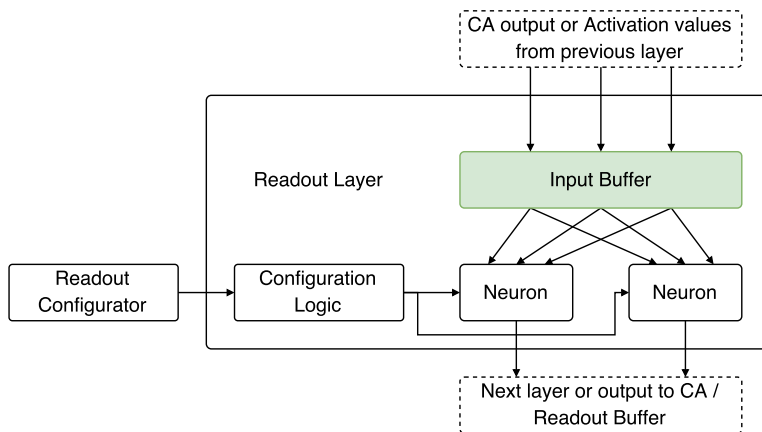 CA output or Activation values
from previous layer
Readout Layer
Input Buffer
Readout
Configurator
Configuration
Logic
Neuron
Neuron
Next layer or output to CA /
Readout Buffer